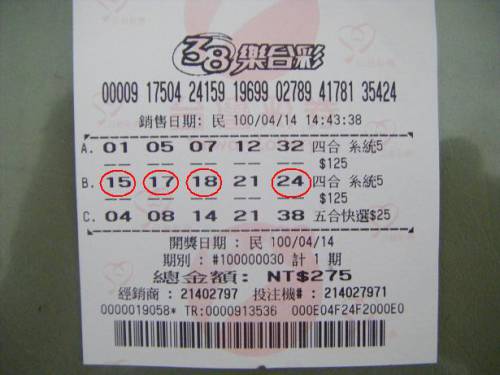 38樂合彩
00009 17504 24159 19699 02789 41781 35424
銷售日期: 民 100/04/14 14:43:38
A. 01 05 07 12 32 四合 系統5
-- -- -- -- -- $125
B. 15 17 18 21 24 四合 系統5
-- -- -- -- -- $125
C. 04 08 14 21 38 五合快選$25
開獎日期 : 民 100/04/14
期別 : #100000030 計 1 期
總金額: NT$275
經銷商 : 21402797 投注機# : 214027971
0000019058* TR:0000913536 000E04F24F2000E0